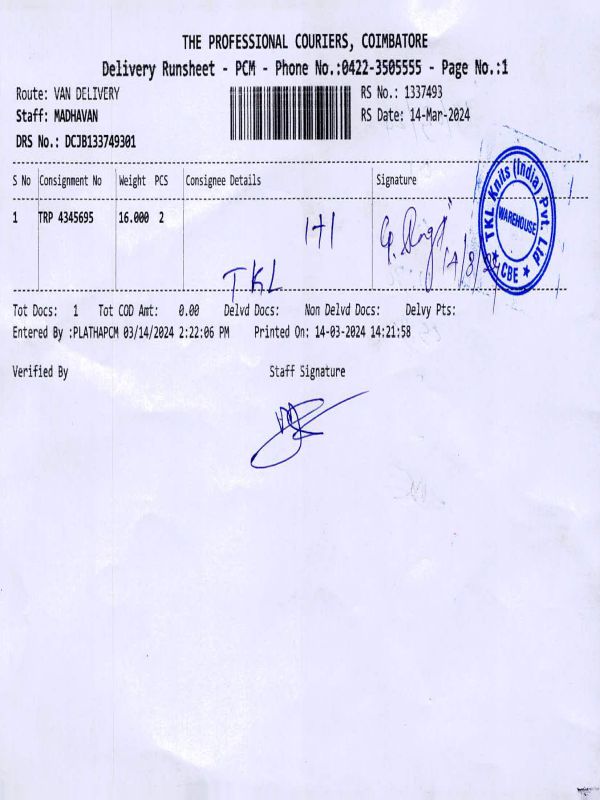 THE PROFESSIONAL COURIERS, COIMBATORE
Delivery Runsheet - PCM - Phone No.:0422-3505555 - Page No.:1
Route: VAN DELIVERY
RS No.: 1337493
Staff: MADHAVAN
RS Date: 14-Mar-2024
DRS No.: DCJB133749301
S No Consignment No Weight PCS Consignee Details Signature
1 TRP 4345695 16.000 2
1+1
TKL
TKL Knits (India) Pvt. Ltd
WAREHOUSE
★ CBE ★
Tot Docs: 1 Tot COD Amt: 0.00 Delvd Docs: Non Delvd Docs: Delvy Pts:
Entered By :PLATHAPCM 03/14/2024 2:22:06 PM Printed On: 14-03-2024 14:21:58
Verified By Staff Signature